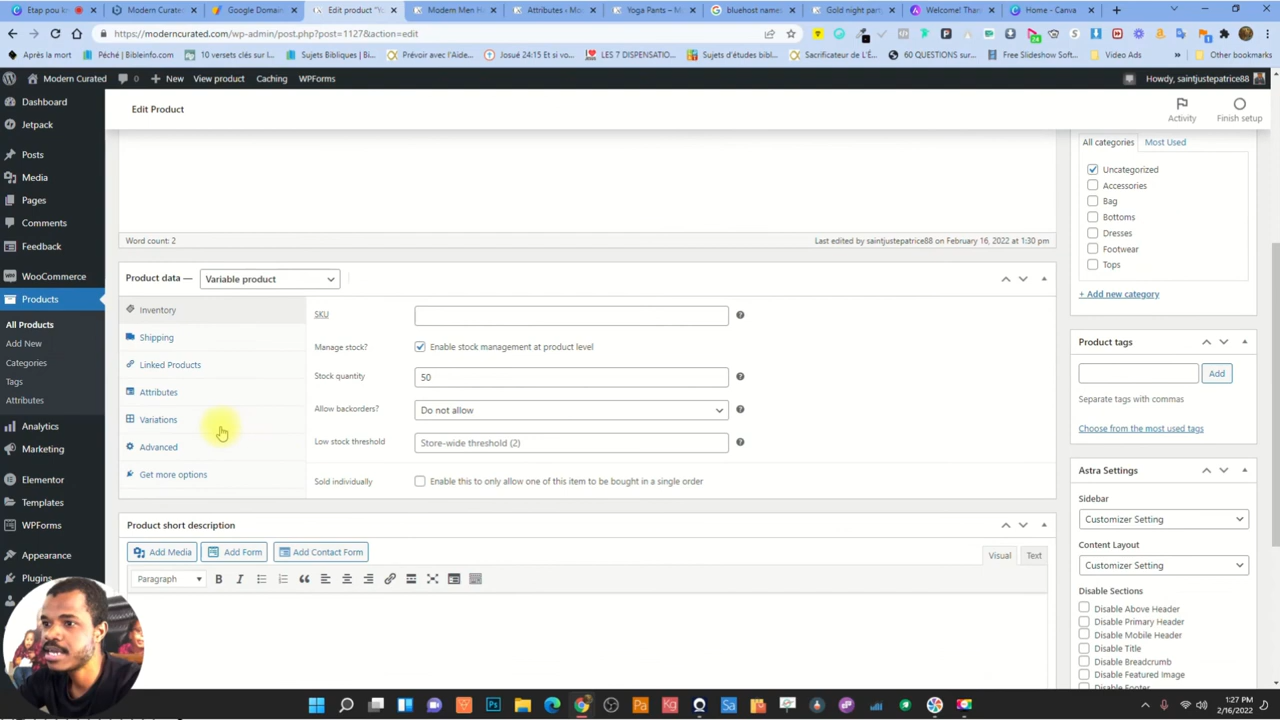 Etap pou k
Modern Curated
Google Domain
Edit product "Yo
Modern Men H
Attributes ‹ Mod
Yoga Pants – M
bluehost names
Gold night part
Welcome! Than
Home - Canva
https://moderncurated.com/wp-admin/post.php?post=1127&action=edit
Après la mort
Péché | Bibleinfo.com
10 versets clés sur...
Sujets Bibliques |
Prévoir avec l'Aide...
Josué 24:15 Et si v...
LES 7 DISPENSATIO...
Sujets d'études bibl...
Sacrificateur de L'É...
60 QUESTIONS sur...
Free Slideshow Soft...
Video Ads
Other bookmarks
Modern Curated
0
New
View product
Caching
WPForms
Howdy, saintjustepatrice88
Dashboard
Jetpack
Posts
Media
Pages
Comments
Feedback
WooCommerce
Products
All Products
Add New
Categories
Tags
Attributes
Analytics
Marketing
Elementor
Templates
WPForms
Appearance
Plugins
Edit Product
Activity
Finish setup
Word count: 2
Last edited by saintjustepatrice88 on February 16, 2022 at 1:30 pm
Product data —
Variable product
Inventory
Shipping
Linked Products
Attributes
Variations
Advanced
Get more options
SKU
Manage stock?
Enable stock management at product level
Stock quantity
50
Allow backorders?
Do not allow
Low stock threshold
Store-wide threshold (2)
Sold individually
Enable this to only allow one of this item to be bought in a single order
Product short description
Add Media
Add Form
Add Contact Form
Visual
Text
Paragraph
B
I
All categories
Most Used
Uncategorized
Accessories
Bag
Bottoms
Dresses
Footwear
Tops
+ Add new category
Product tags
Add
Separate tags with commas
Choose from the most used tags
Astra Settings
Sidebar
Customizer Setting
Content Layout
Customizer Setting
Disable Sections
Disable Above Header
Disable Primary Header
Disable Mobile Header
Disable Title
Disable Breadcrumb
Disable Featured Image
Disable Footer
1:27 PM
2/16/2022